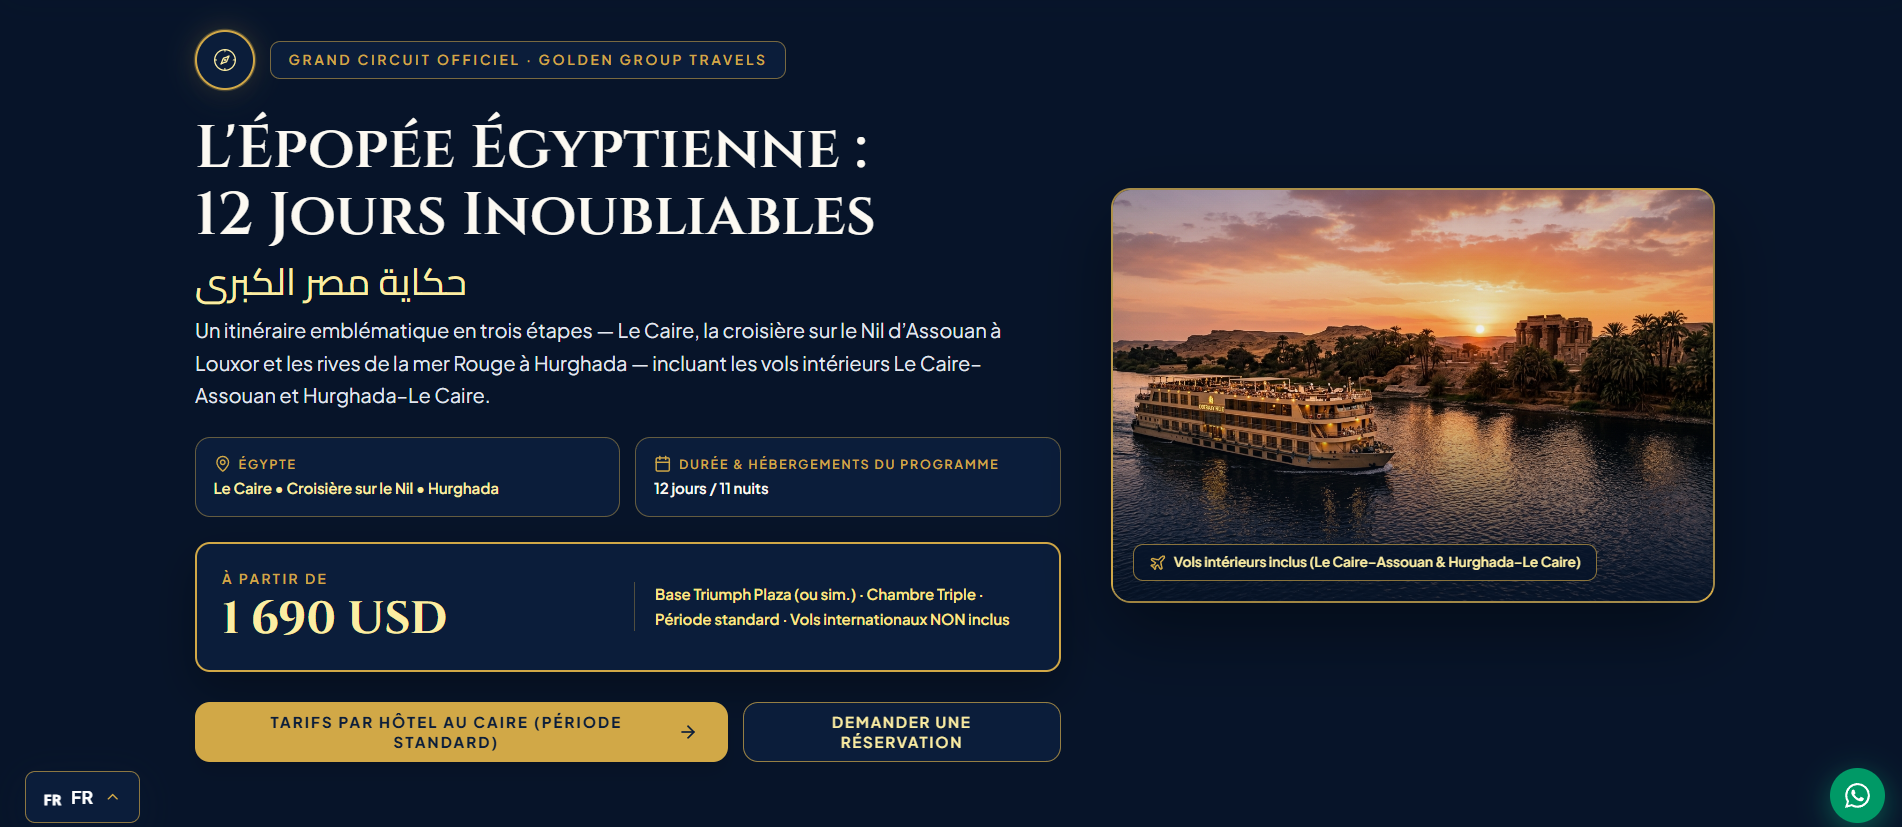 GRAND CIRCUIT OFFICIEL · GOLDEN GROUP TRAVELS
L'ÉPOPÉE ÉGYPTIENNE :
12 JOURS INOUBLIABLES
حكاية مصر الكبرى
Un itinéraire emblématique en trois étapes — Le Caire, la croisière sur le Nil d’Assouan à
Louxor et les rives de la mer Rouge à Hurghada — incluant les vols intérieurs Le Caire–
Assouan et Hurghada–Le Caire.
ÉGYPTE
Le Caire • Croisière sur le Nil • Hurghada
DURÉE & HÉBERGEMENTS DU PROGRAMME
12 jours / 11 nuits
À PARTIR DE
1 690 USD
Base Triumph Plaza (ou sim.) · Chambre Triple ·
Période standard · Vols internationaux NON inclus
TARIFS PAR HÔTEL AU CAIRE (PÉRIODE
STANDARD)
DEMANDER UNE
RÉSERVATION
Vols intérieurs inclus (Le Caire–Assouan & Hurghada–Le Caire)
FR FR